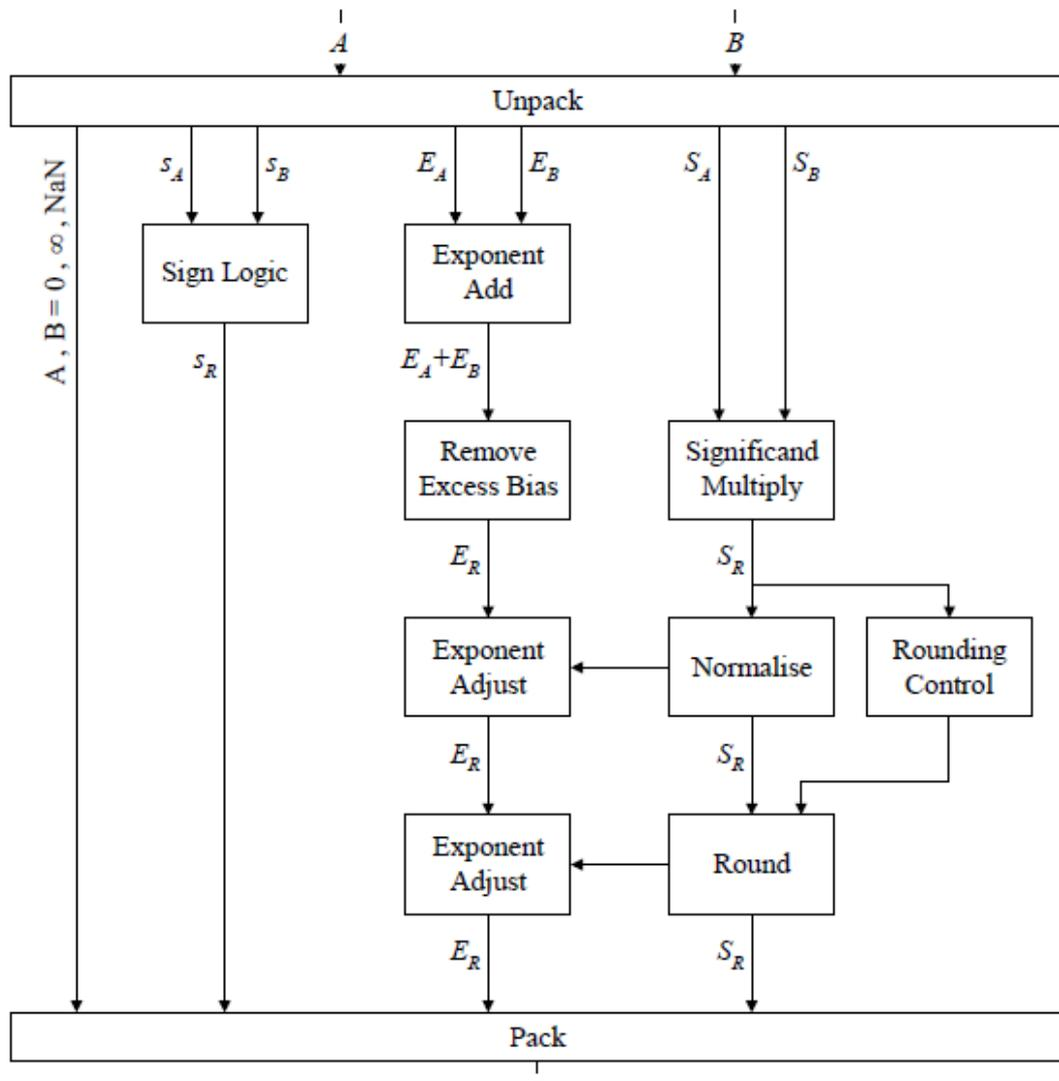 A
B
Unpack
A , B = 0 , ∞ , NaN
s_A
s_B
E_A
E_B
S_A
S_B
Sign Logic
Exponent
Add
s_R
E_A+E_B
Remove
Excess Bias
Significand
Multiply
E_R
S_R
Exponent
Adjust
Normalise
Rounding
Control
E_R
S_R
Exponent
Adjust
Round
E_R
S_R
Pack